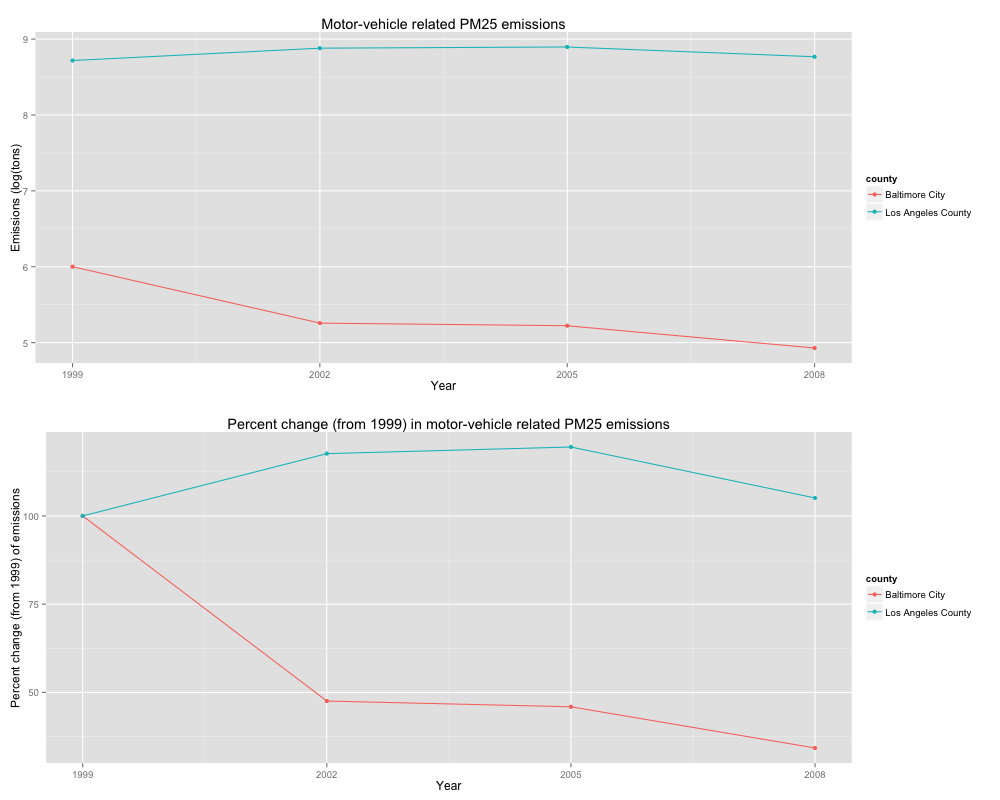 Motor-vehicle related PM25 emissions
9
8
7
6
5
Emissions (log(tons)
1999 2002 2005 2008
Year
county
Baltimore City
Los Angeles County
Percent change (from 1999) in motor-vehicle related PM25 emissions
100
75
50
Percent change (from 1999) of emissions
1999 2002 2005 2008
Year
county
Baltimore City
Los Angeles County